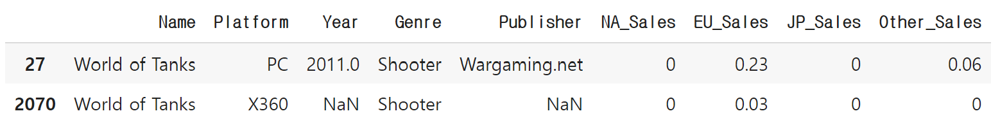 Name Platform Year Genre Publisher NA_Sales EU_Sales JP_Sales Other_Sales
27 World of Tanks PC 2011.0 Shooter Wargaming.net 0 0.23 0 0.06
2070 World of Tanks X360 NaN Shooter NaN 0 0.03 0 0